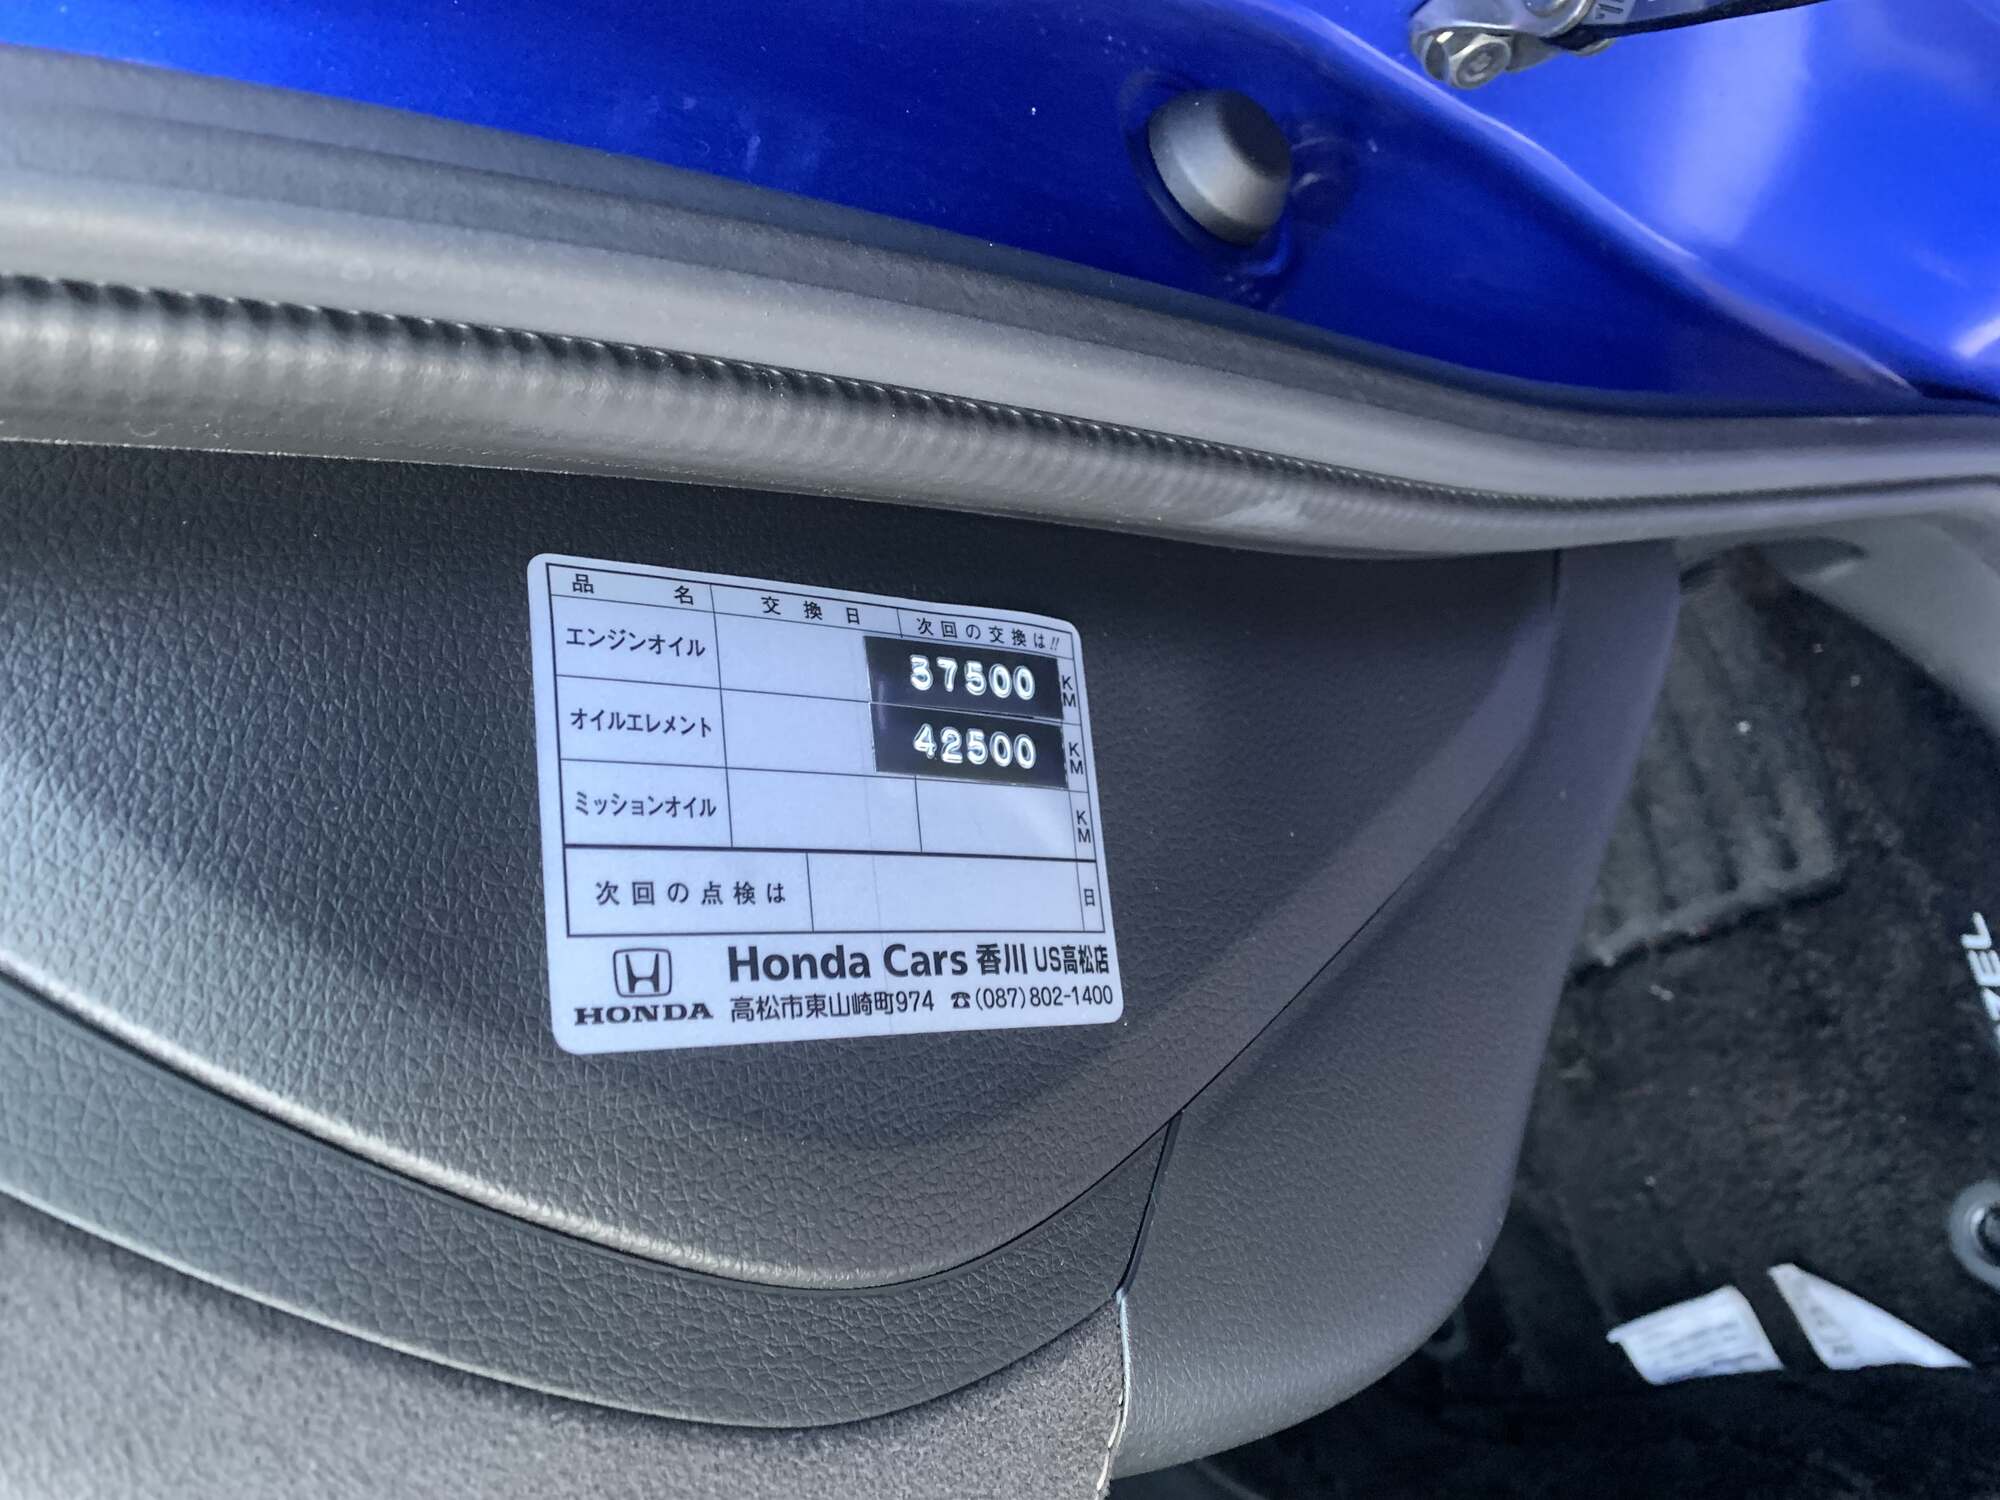 品名 交換日 次回の交換は!!
エンジンオイル 37500 KM
オイルエレメント 42500 KM
ミッションオイル KM
次回の点検は 日
HONDA
Honda Cars 香川 US高松店
高松市東山崎町974 ☎(087)802-1400